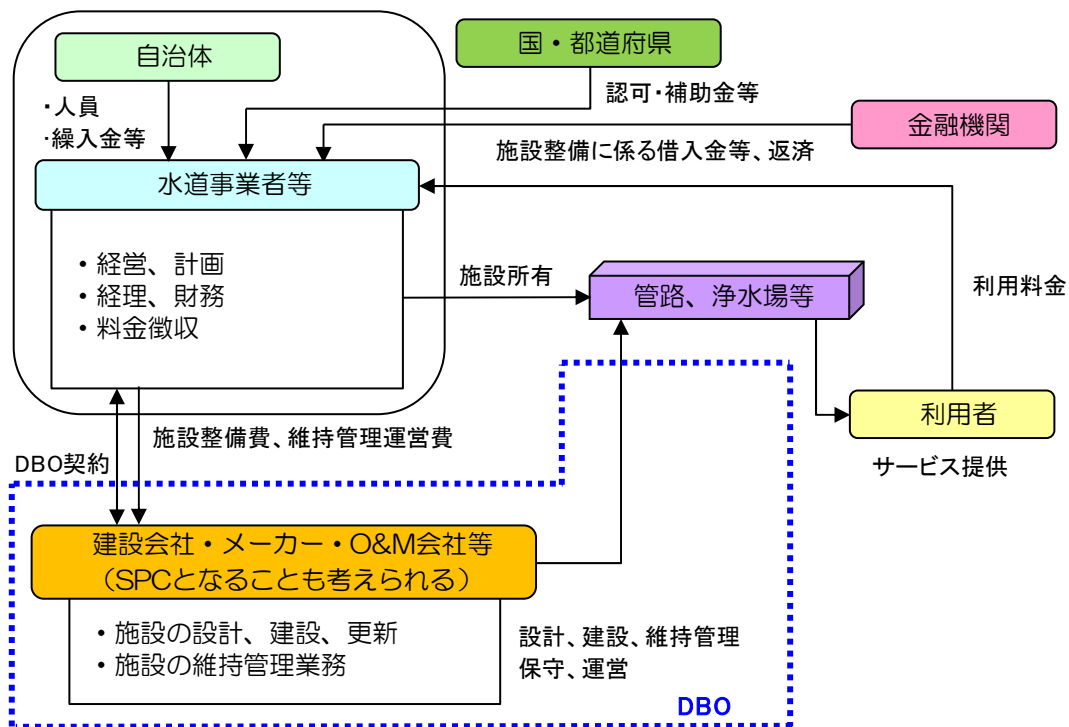 自治体
国・都道府県
・人員
・繰入金等
認可・補助金等
金融機関
施設整備に係る借入金等、返済
水道事業者等
・経営、計画
・経理、財務
・料金徴収
施設所有
管路、浄水場等
利用料金
利用者
サービス提供
施設整備費、維持管理運営費
DBO契約
建設会社・メーカー・O&M会社等
（SPCとなることも考えられる）
・施設の設計、建設、更新
・施設の維持管理業務
設計、建設、維持管理
保守、運営
DBO